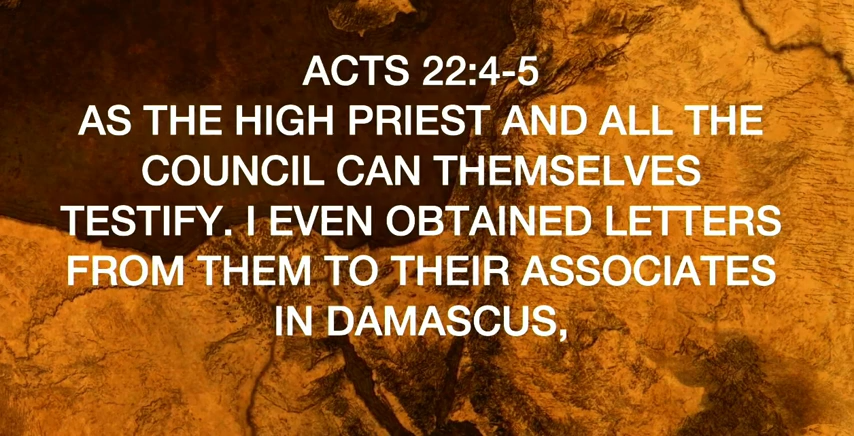 ACTS 22:4-5
AS THE HIGH PRIEST AND ALL THE
COUNCIL CAN THEMSELVES
TESTIFY. I EVEN OBTAINED LETTERS
FROM THEM TO THEIR ASSOCIATES
IN DAMASCUS,